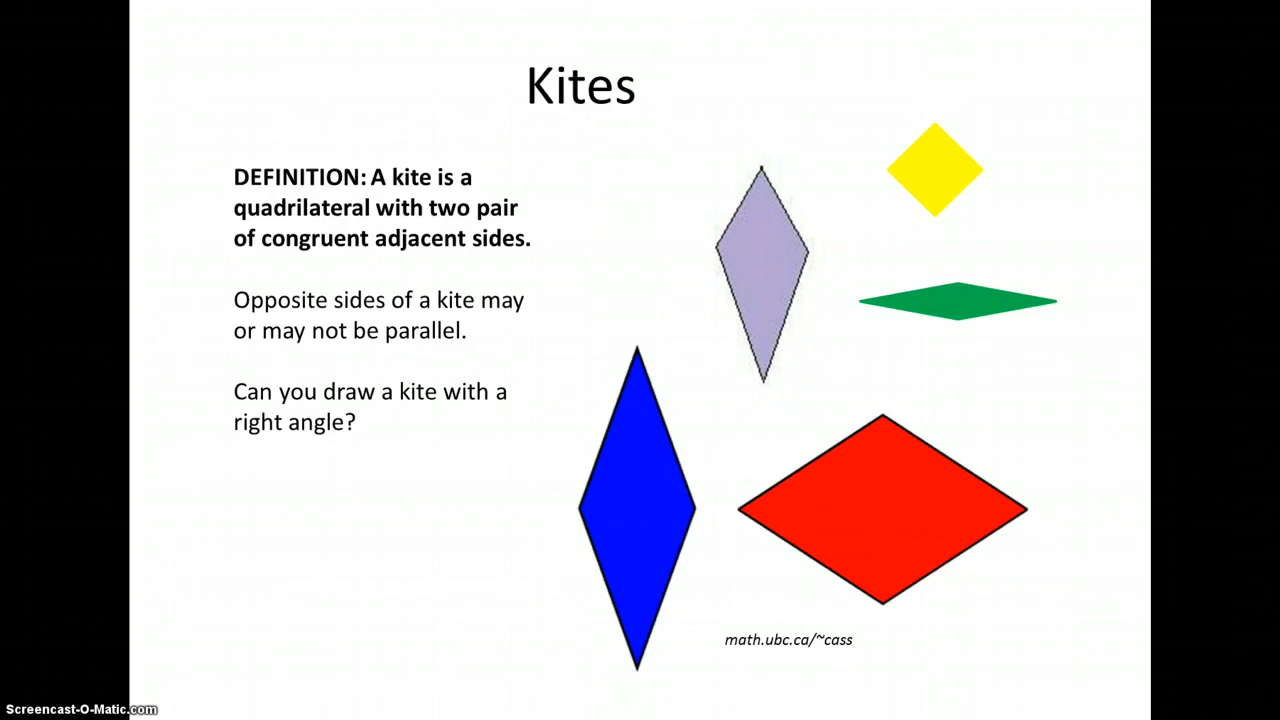 Kites
DEFINITION: A kite is a
quadrilateral with two pair
of congruent adjacent sides.
Opposite sides of a kite may
or may not be parallel.
Can you draw a kite with a
right angle?
math.ubc.ca/~cass
Screencast-O-Matic.com